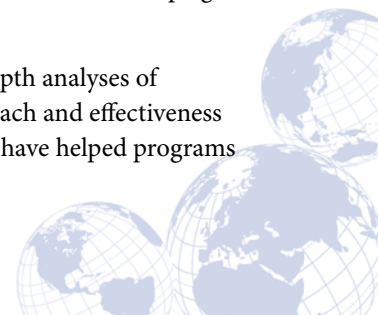 pth analyses of
ach and effectiveness
have helped programs